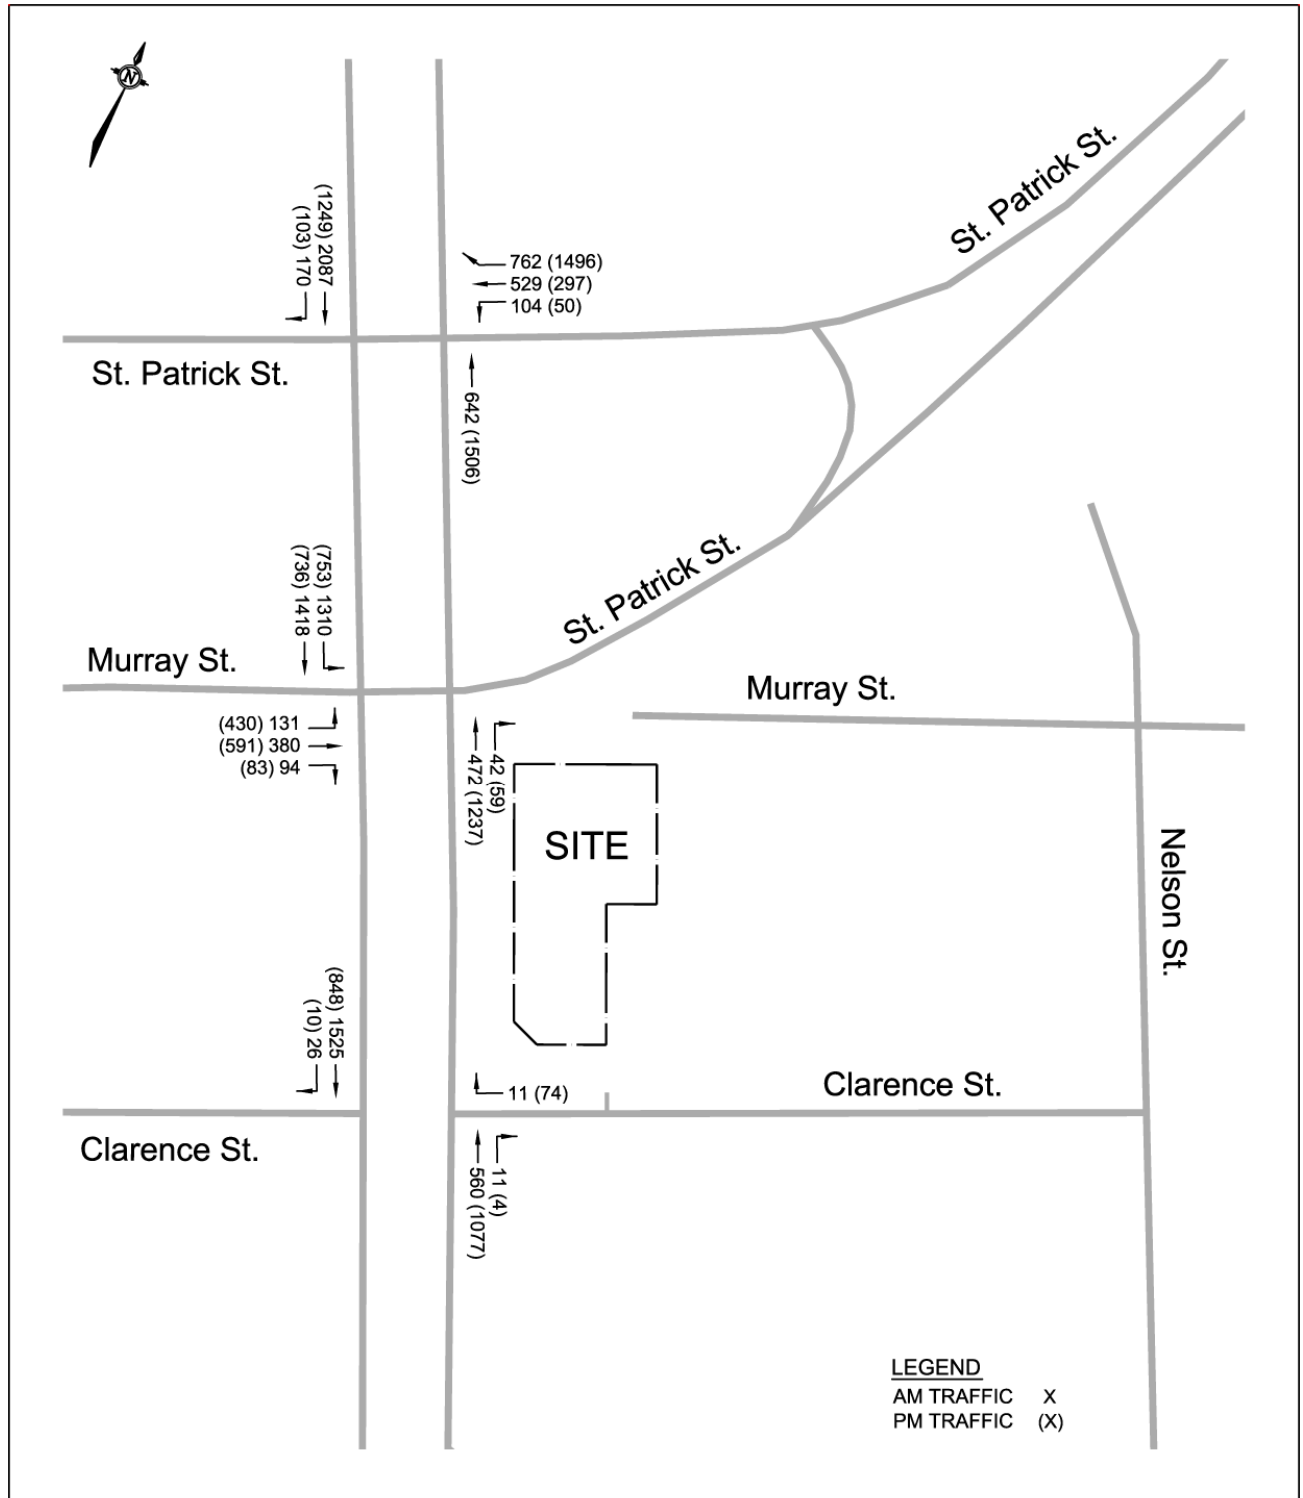 N
St. Patrick St.
(1249) 2087
(103) 170
762 (1496)
529 (297)
104 (50)
St. Patrick St.
642 (1506)
(753) 1310
(736) 1418
St. Patrick St.
Murray St.
Murray St.
(430) 131
(591) 380
(83) 94
42 (59)
472 (1237)
SITE
Nelson St.
(848) 1525
(10) 26
11 (74)
Clarence St.
Clarence St.
11 (4)
560 (1077)
LEGEND
AM TRAFFIC X
PM TRAFFIC (X)